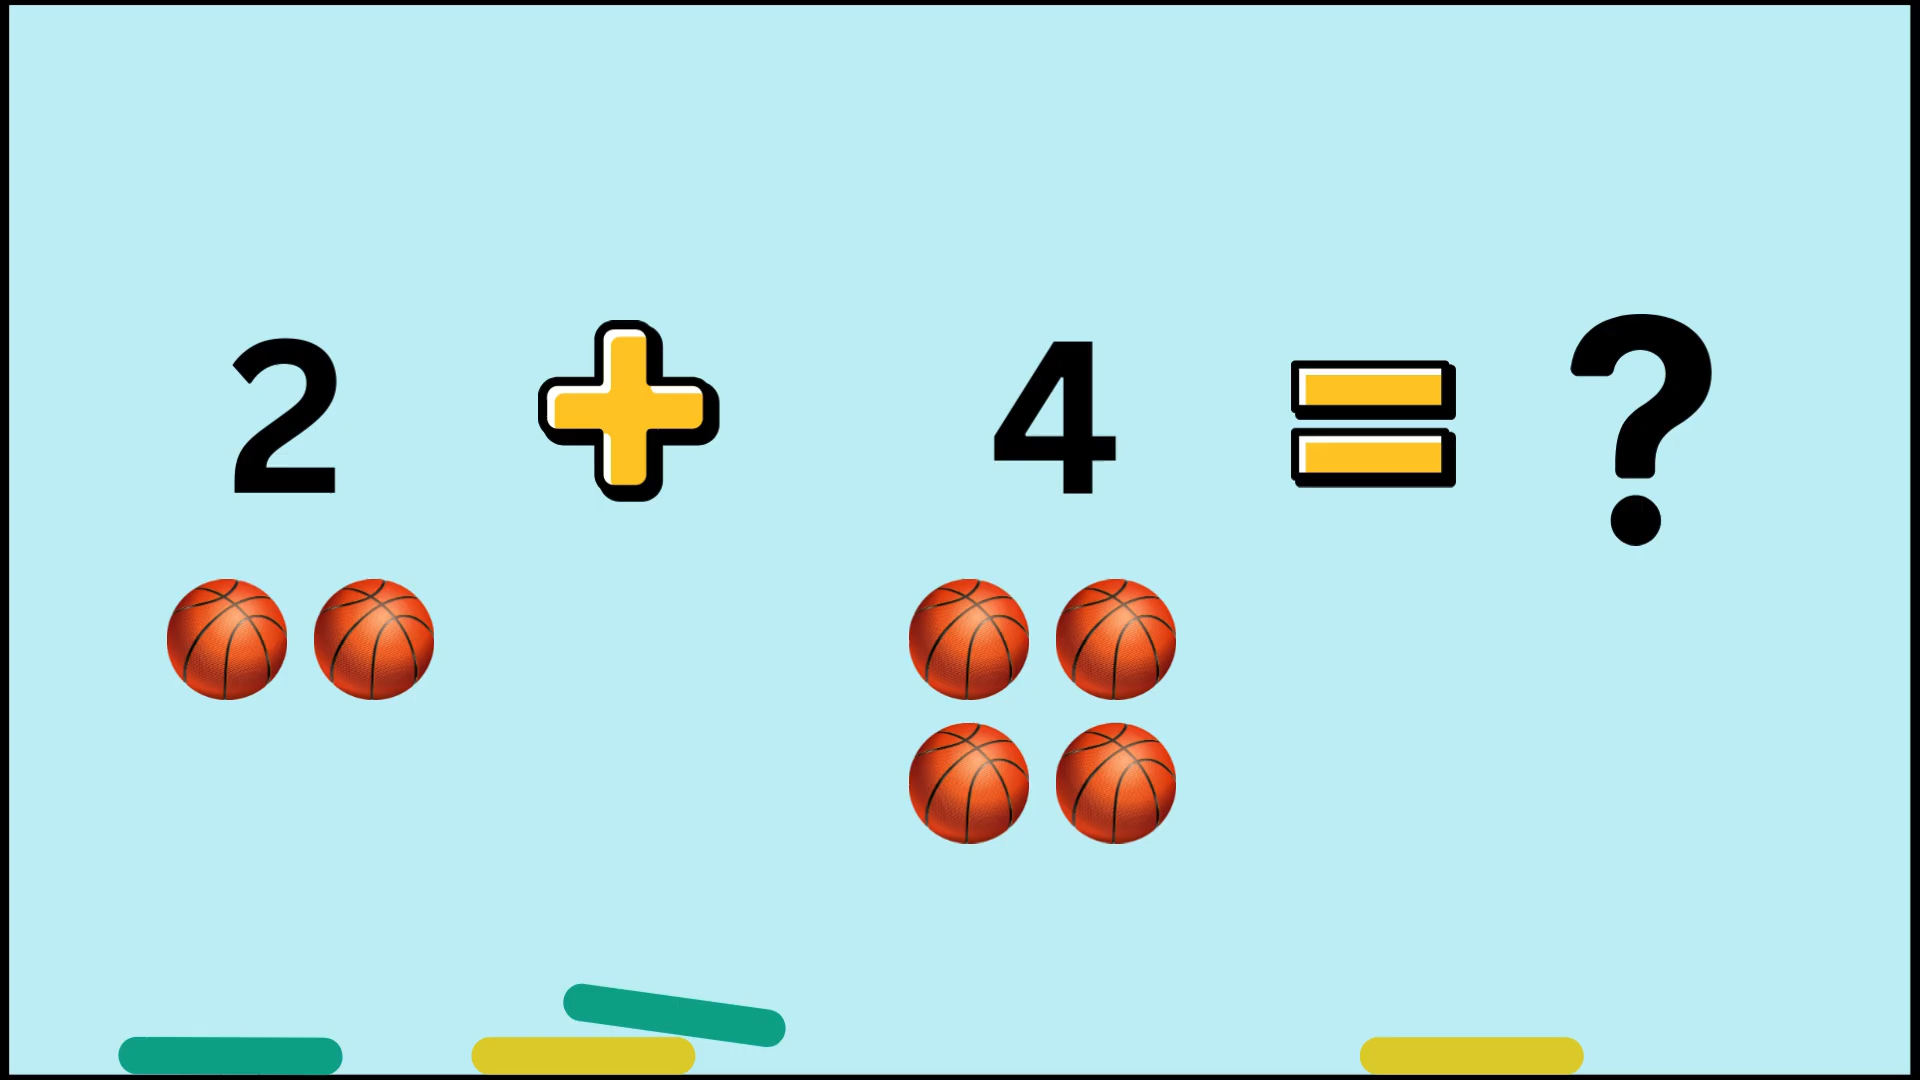 2 + 4 = ?